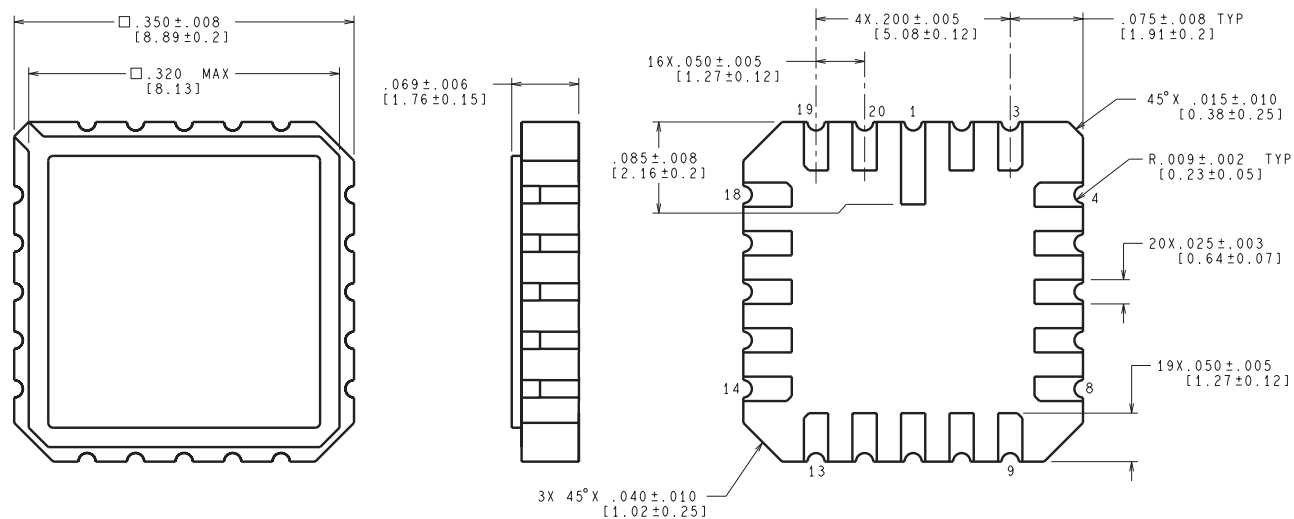 □.350±.008
[8.89±0.2]
□.320 MAX
[8.13]
.069±.006
[1.76±0.15]
4X.200±.005
[5.08±0.12]
.075±.008 TYP
[1.91±0.2]
16X.050±.005
[1.27±0.12]
19
20
1
3
45°X .015±.010
[0.38±0.25]
.085±.008
[2.16±0.2]
R.009±.002 TYP
[0.23±0.05]
18
4
20X.025±.003
[0.64±0.07]
14
8
19X.050±.005
[1.27±0.12]
13
9
3X 45°X .040±.010
[1.02±0.25]